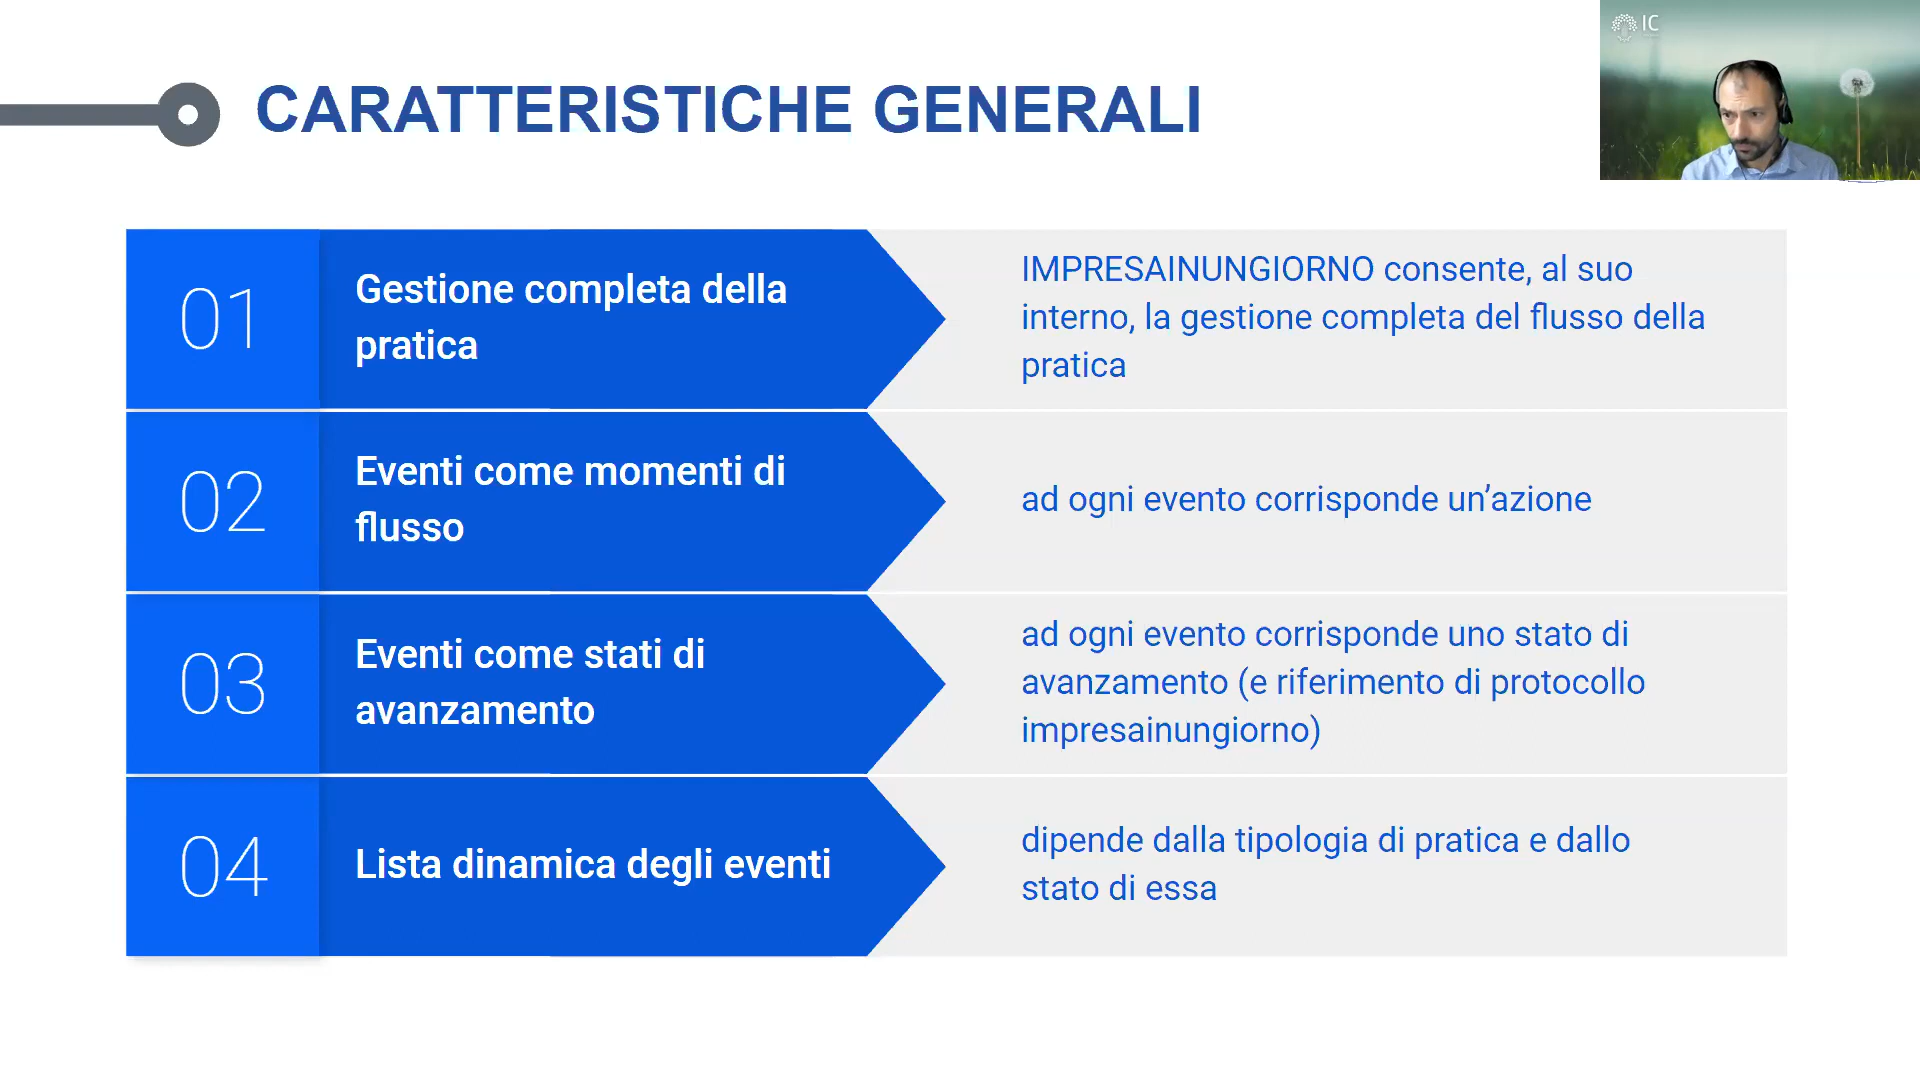 CARATTERISTICHE GENERALI
IC
01
Gestione completa della
pratica
IMPRESAINUNGIORNO consente, al suo
interno, la gestione completa del flusso della
pratica
02
Eventi come momenti di
flusso
ad ogni evento corrisponde un’azione
03
Eventi come stati di
avanzamento
ad ogni evento corrisponde uno stato di
avanzamento (e riferimento di protocollo
impresainungiorno)
04
Lista dinamica degli eventi
dipende dalla tipologia di pratica e dallo
stato di essa